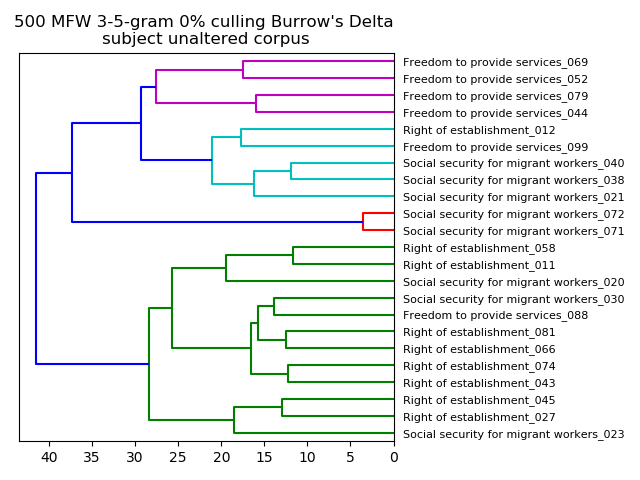 500 MFW 3-5-gram 0% culling Burrow's Delta
subject unaltered corpus
Freedom to provide services_069
Freedom to provide services_052
Freedom to provide services_079
Freedom to provide services_044
Right of establishment_012
Freedom to provide services_099
Social security for migrant workers_040
Social security for migrant workers_038
Social security for migrant workers_021
Social security for migrant workers_072
Social security for migrant workers_071
Right of establishment_058
Right of establishment_011
Social security for migrant workers_020
Social security for migrant workers_030
Freedom to provide services_088
Right of establishment_081
Right of establishment_066
Right of establishment_074
Right of establishment_043
Right of establishment_045
Right of establishment_027
Social security for migrant workers_023
40 35 30 25 20 15 10 5 0